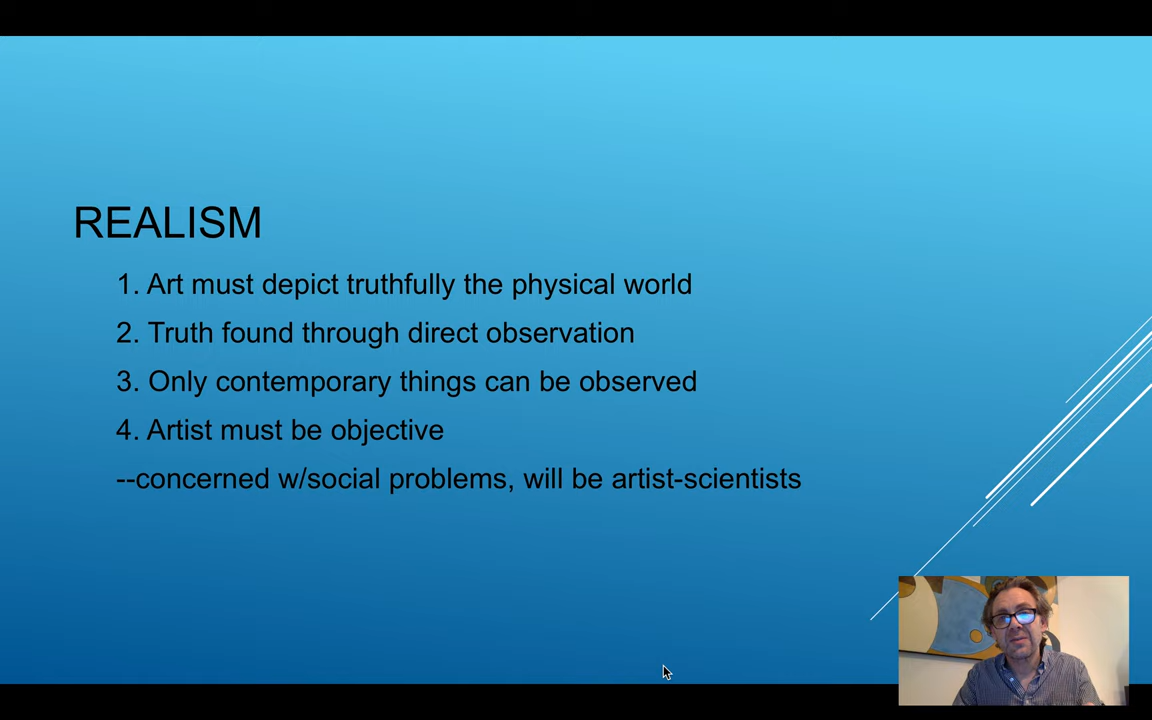 REALISM
1. Art must depict truthfully the physical world
2. Truth found through direct observation
3. Only contemporary things can be observed
4. Artist must be objective
--concerned w/social problems, will be artist-scientists